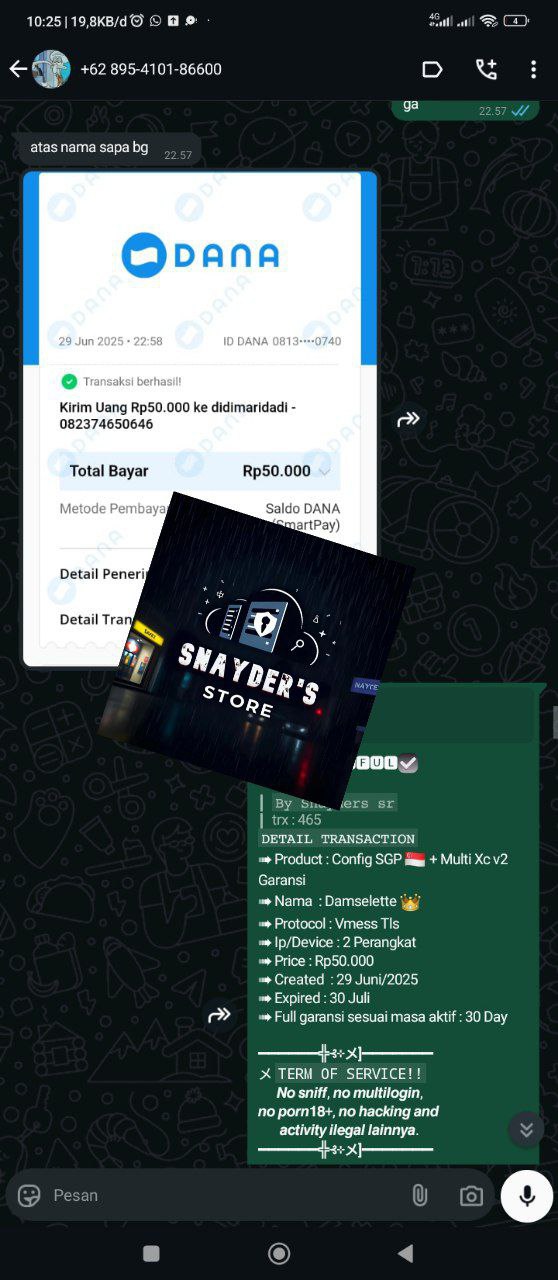 10:25 | 19,8KB/d
4G
4
+62 895-4101-86600
ga
22.57
atas nama sapa bg
22.57
DANA
29 Jun 2025 • 22:58
ID DANA 0813••••0740
Transaksi berhasil!
Kirim Uang Rp50.000 ke didimaridadi -
082374650646
Total Bayar
Rp50.000
Metode Pembaya
Saldo DANA
(SmartPay)
Detail Peneri
Detail Tran
SNAYDER'S
STORE
FUL
By Snayders sr
trx : 465
DETAIL TRANSACTION
➟ Product : Config SGP 🇸🇬 + Multi Xc v2
Garansi
➟ Nama : Damselette 👑
➟ Protocol : Vmess Tls
➟ Ip/Device : 2 Perangkat
➟ Price : Rp50.000
➟ Created : 29 Juni/2025
➟ Expired : 30 Juli
➟ Full garansi sesuai masa aktif : 30 Day
TERM OF SERVICE!!
No sniff, no multilogin,
no porn18+, no hacking and
activity ilegal lainnya.
Pesan